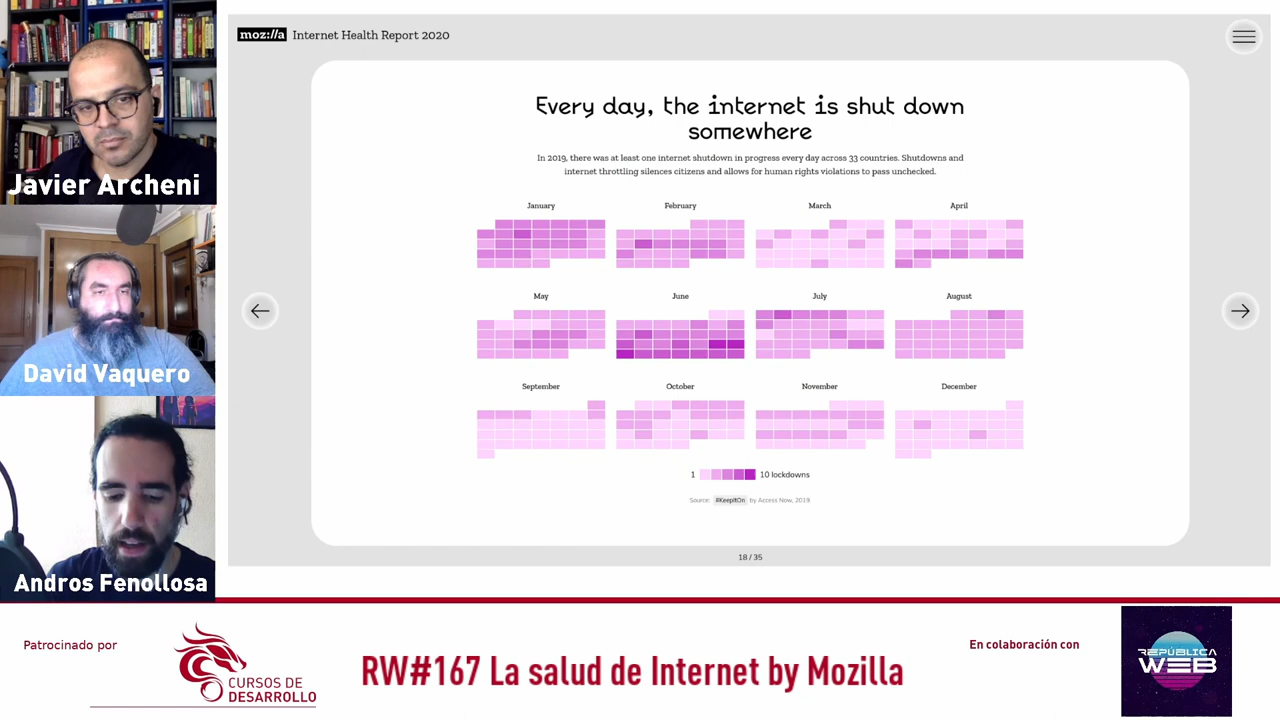 Javier Archeni
David Vaquero
Andros Fenollosa
moz://a Internet Health Report 2020
Every day, the internet is shut down
somewhere
In 2019, there was at least one internet shutdown in progress every day across 33 countries. Shutdowns and
internet throttling silences citizens and allows for human rights violations to pass unchecked.
January February March April
May June July August
September October November December
1 10 lockdowns
Source: #KeepItOn by Access Now, 2019
18 / 35
Patrocinado por
CURSOS DE
DESARROLLO
RW#167 La salud de Internet by Mozilla
En colaboración con
REPÚBLICA
WEB